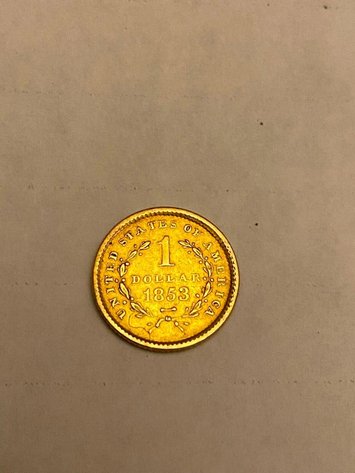 UNITED STATES OF AMERICA
1
DOLLAR
1853